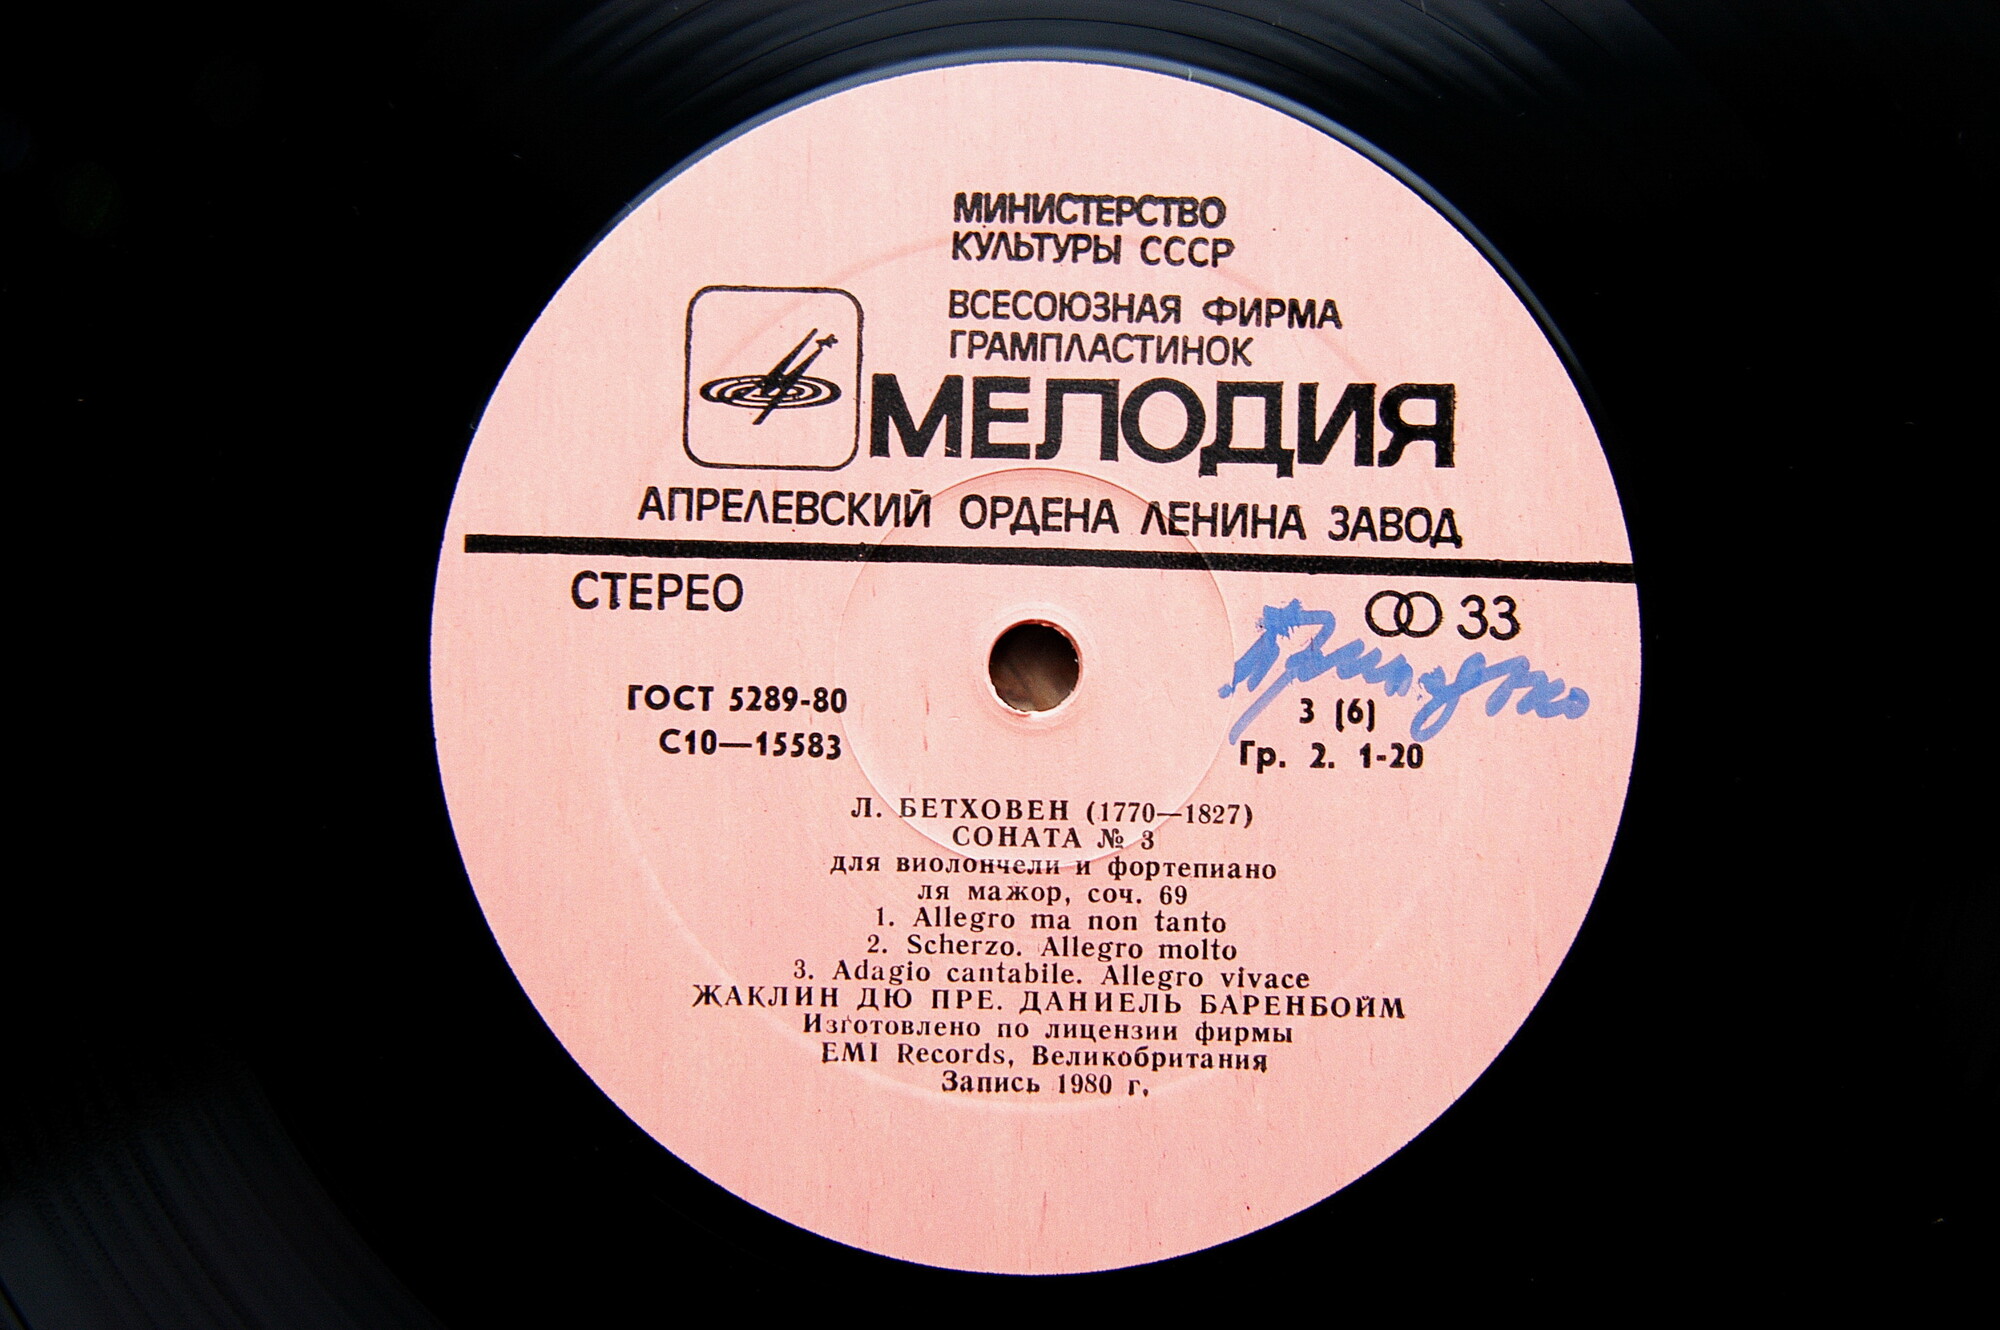 МИНИСТЕРСТВО
КУЛЬТУРЫ СССР
ВСЕСОЮЗНАЯ ФИРМА
ГРАМПЛАСТИНОК
МЕЛОДИЯ
АПРЕЛЕВСКИЙ ОРДЕНА ЛЕНИНА ЗАВОД
СТЕРЕО
33
ГОСТ 5289-80
3 (6)
С10—15583
Гр. 2. 1-20
Л. БЕТХОВЕН (1770—1827)
СОНАТА № 3
для виолончели и фортепиано
ля мажор, соч. 69
1. Allegro ma non tanto
2. Scherzo. Allegro molto
3. Adagio cantabile. Allegro vivace
ЖАКЛИН ДЮ ПРЕ. ДАНИЕЛЬ БАРЕНБОЙМ
Изготовлено по лицензии фирмы
EMI Records, Великобритания
Запись 1980 г.